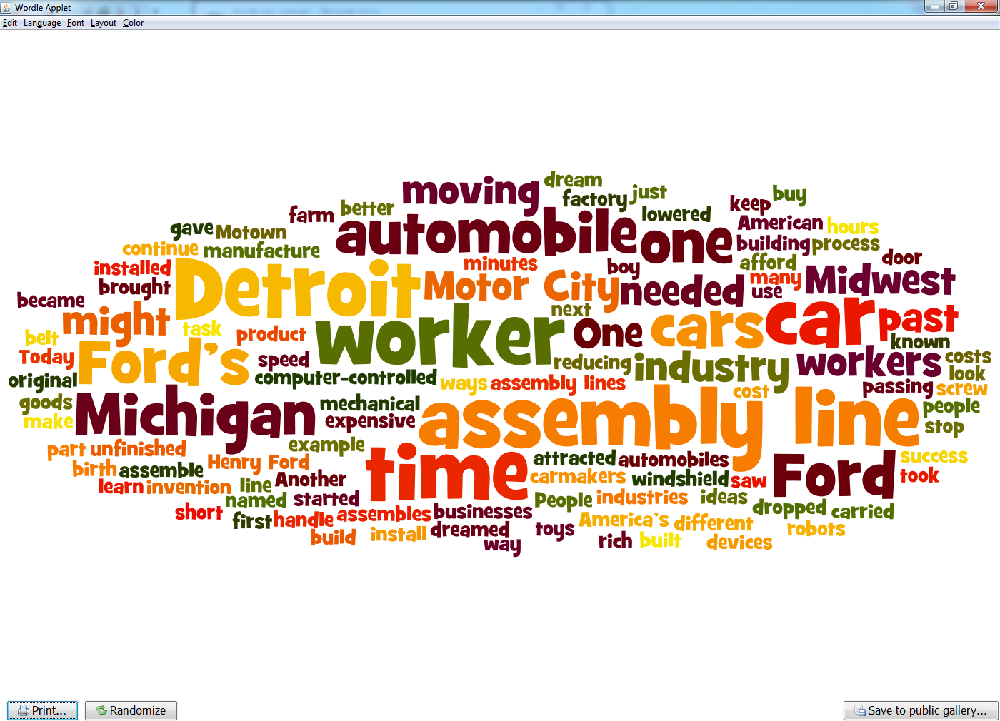 Wordle Applet
Edit Language Font Layout Color
dream
moving
factory just
buy
keep
farm better
lowered
American hours
gave Motown
automobile one
building process
continue manufacture
door
minutes
boy
afford
installed
Detroit
Motor City
needed
many
use
Midwest
brought
became
next
might
worker
One
cars
car
past
belt
task
product
known
Today
Ford's
speed
reducing
industry
workers
costs
look
original
computer-controlled
ways
assembly lines
cost
passing screw
goods
Michigan
mechanical
assembly line
people
make
expensive
stop
part unfinished
example
time
attracted automobiles
Ford
success
birth assemble
Henry Ford
carmakers windshield saw
took
learn invention
line Another
named started
People industries ideas
dropped carried
short
first handle assembles businesses
America's different
robots
build install dreamed toys
way
rich built devices
Print...
Randomize
Save to public gallery...